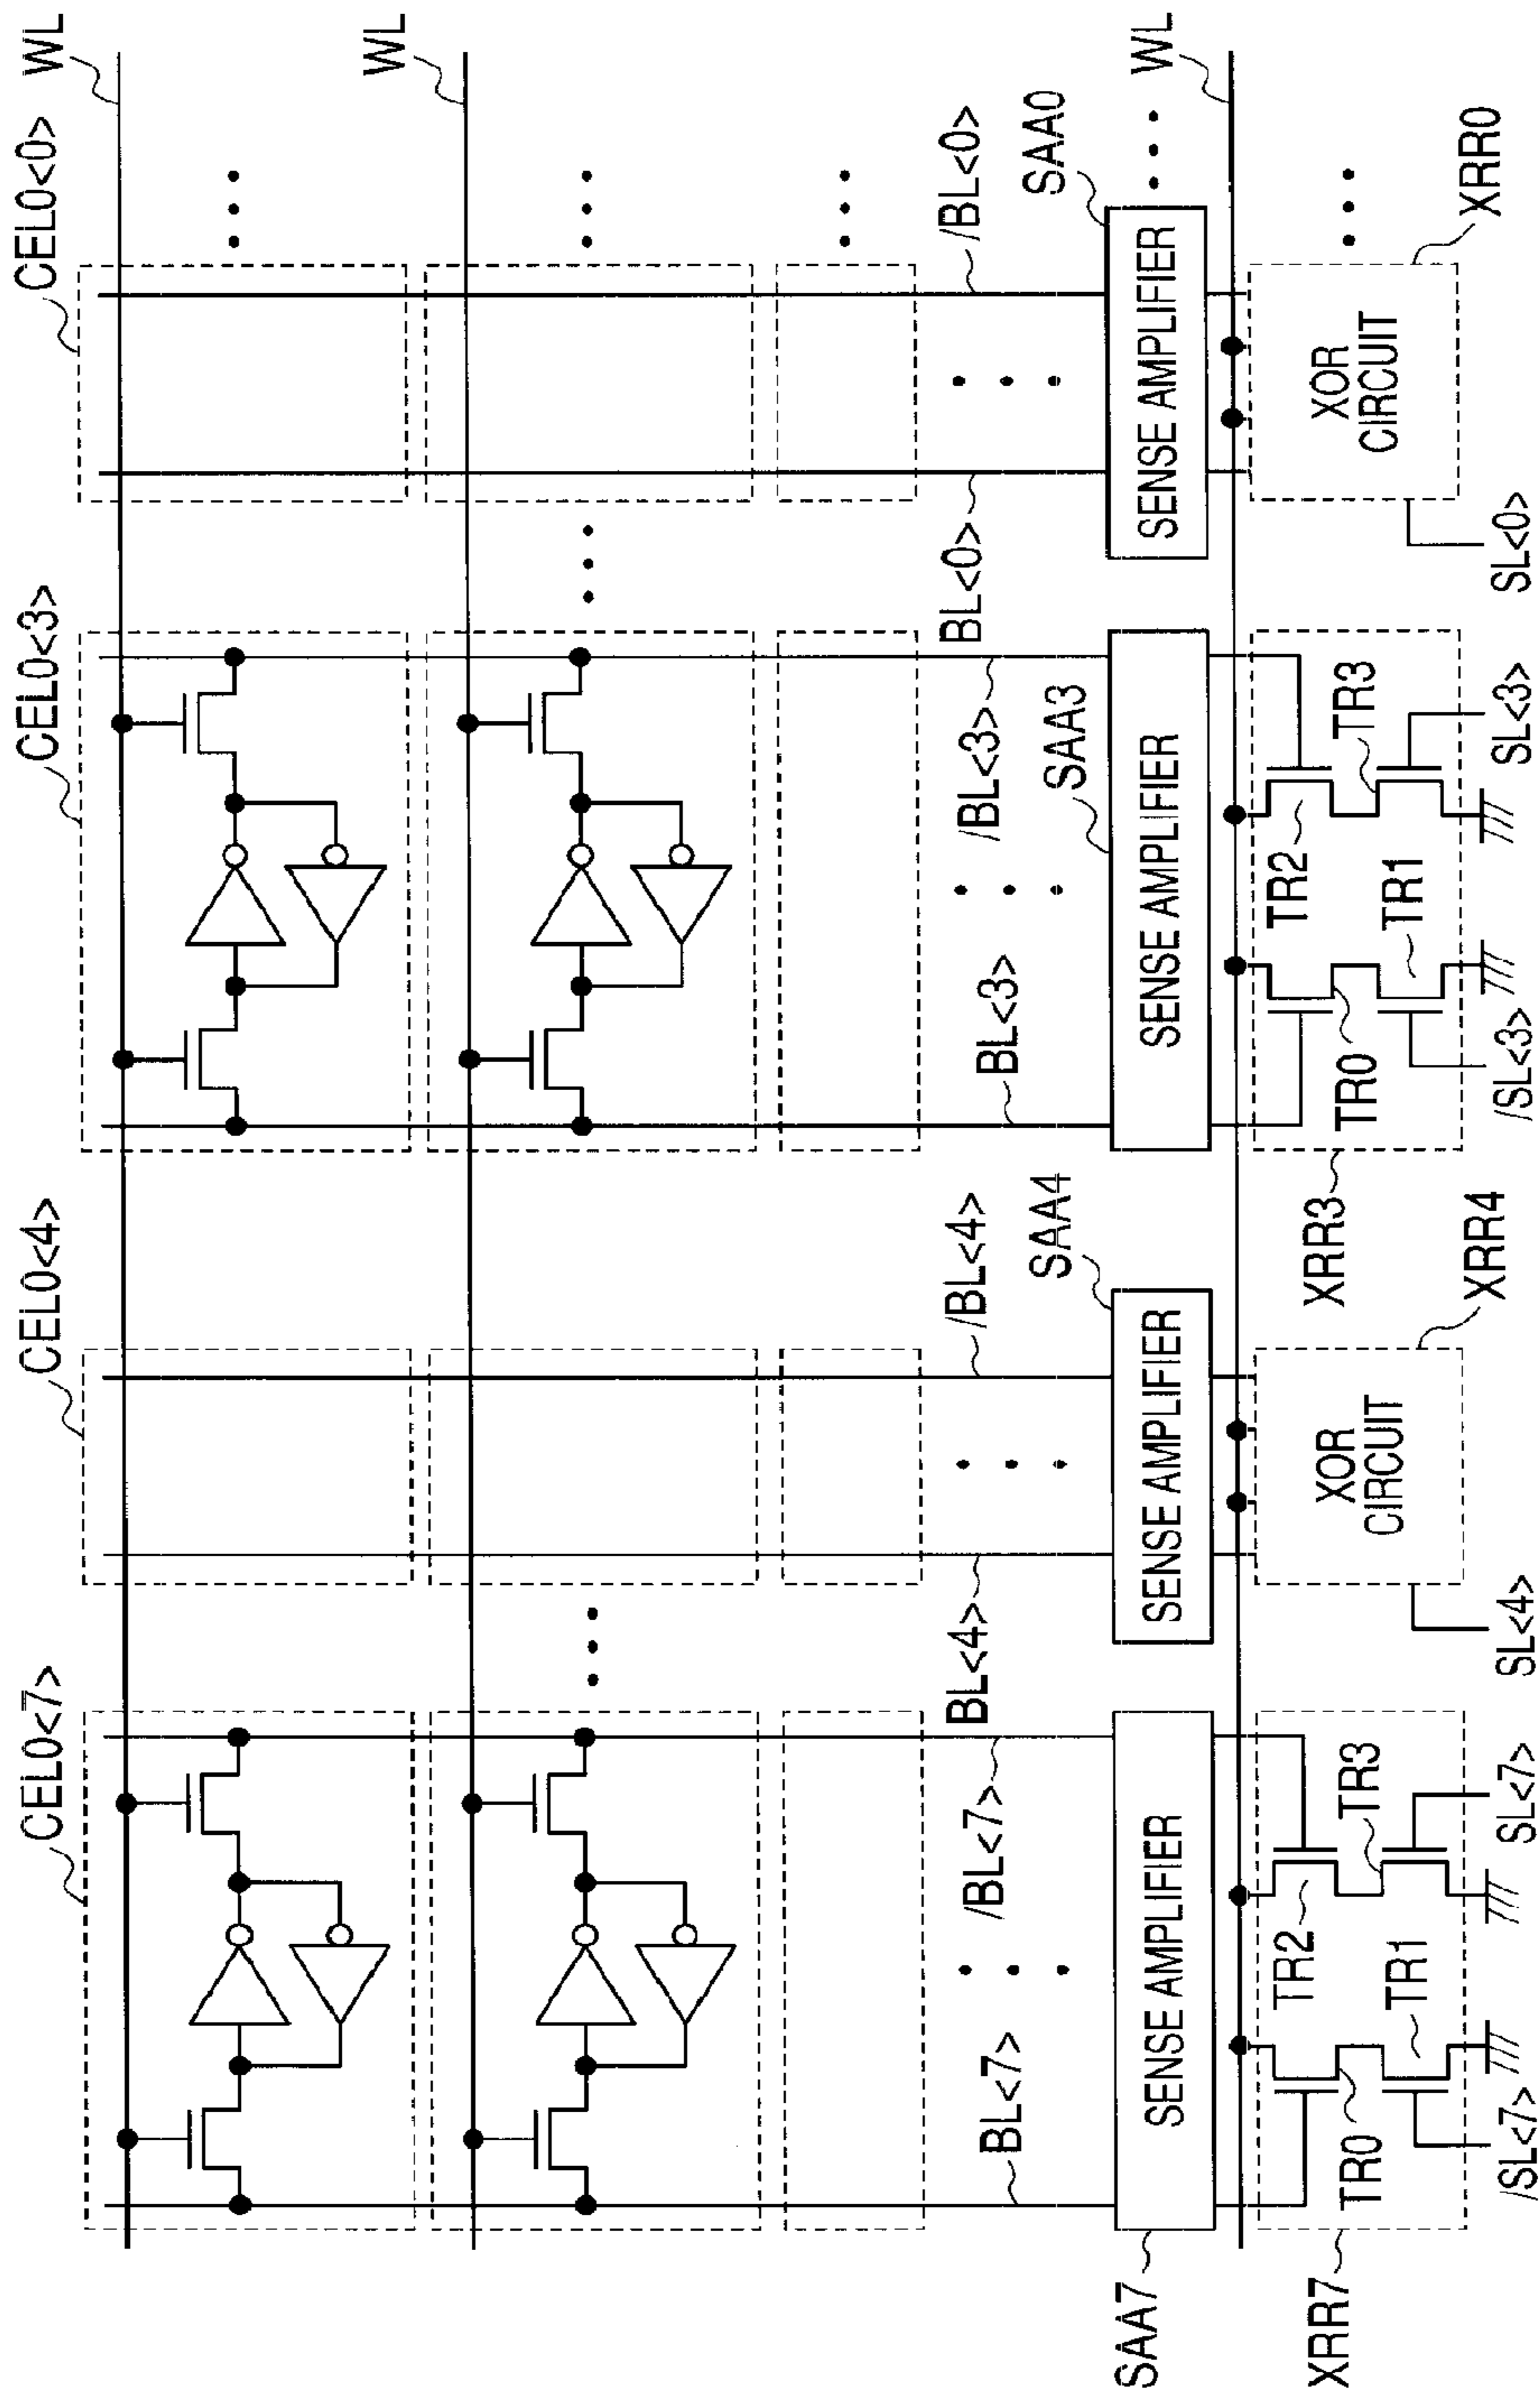 CEL0<7>
CEL0<4>
CEL0<3>
CEL0<0>
WL
WL
BL<7>
/BL<7>
BL<4>
/BL<4>
BL<3>
/BL<3>
BL<0>
/BL<0>
SAA7
SENSE AMPLIFIER
SAA4
SENSE AMPLIFIER
SAA3
SENSE AMPLIFIER
SAA0
SENSE AMPLIFIER
WL
XRR7
TR0
TR1
TR2
TR3
/SL<7>
SL<7>
XOR
CIRCUIT
SL<4>
XRR4
XRR3
TR0
TR1
TR2
TR3
/SL<3>
SL<3>
XOR
CIRCUIT
SL<0>
XRR0